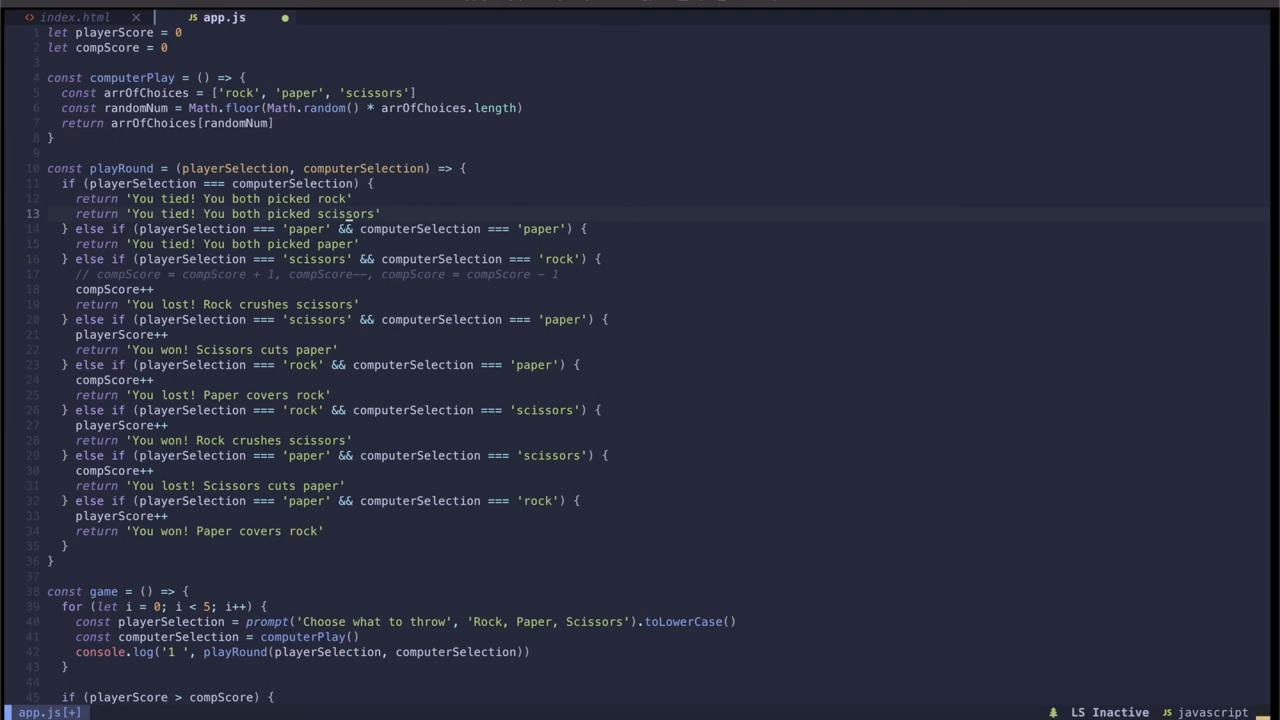 index.html
app.js
1 let playerScore = 0
2 let compScore = 0
3
4 const computerPlay = () => {
5 const arrOfChoices = ['rock', 'paper', 'scissors']
6 const randomNum = Math.floor(Math.random() * arrOfChoices.length)
7 return arrOfChoices[randomNum]
8 }
9
10 const playRound = (playerSelection, computerSelection) => {
11 if (playerSelection === computerSelection) {
12 return 'You tied! You both picked rock'
13 return 'You tied! You both picked scissors'
14 } else if (playerSelection === 'paper' && computerSelection === 'paper') {
15 return 'You tied! You both picked paper'
16 } else if (playerSelection === 'scissors' && computerSelection === 'rock') {
17 // compScore = compScore + 1, compScore--, compScore = compScore - 1
18 compScore++
19 return 'You lost! Rock crushes scissors'
20 } else if (playerSelection === 'scissors' && computerSelection === 'paper') {
21 playerScore++
22 return 'You won! Scissors cuts paper'
23 } else if (playerSelection === 'rock' && computerSelection === 'paper') {
24 compScore++
25 return 'You lost! Paper covers rock'
26 } else if (playerSelection === 'rock' && computerSelection === 'scissors') {
27 playerScore++
28 return 'You won! Rock crushes scissors'
29 } else if (playerSelection === 'paper' && computerSelection === 'scissors') {
30 compScore++
31 return 'You lost! Scissors cuts paper'
32 } else if (playerSelection === 'paper' && computerSelection === 'rock') {
33 playerScore++
34 return 'You won! Paper covers rock'
35 }
36 }
37
38 const game = () => {
39 for (let i = 0; i < 5; i++) {
40 const playerSelection = prompt('Choose what to throw', 'Rock, Paper, Scissors').toLowerCase()
41 const computerSelection = computerPlay()
42 console.log('1 ', playRound(playerSelection, computerSelection))
43 }
44
45 if (playerScore > compScore) {
app.js[+]
LS Inactive
JS javascript